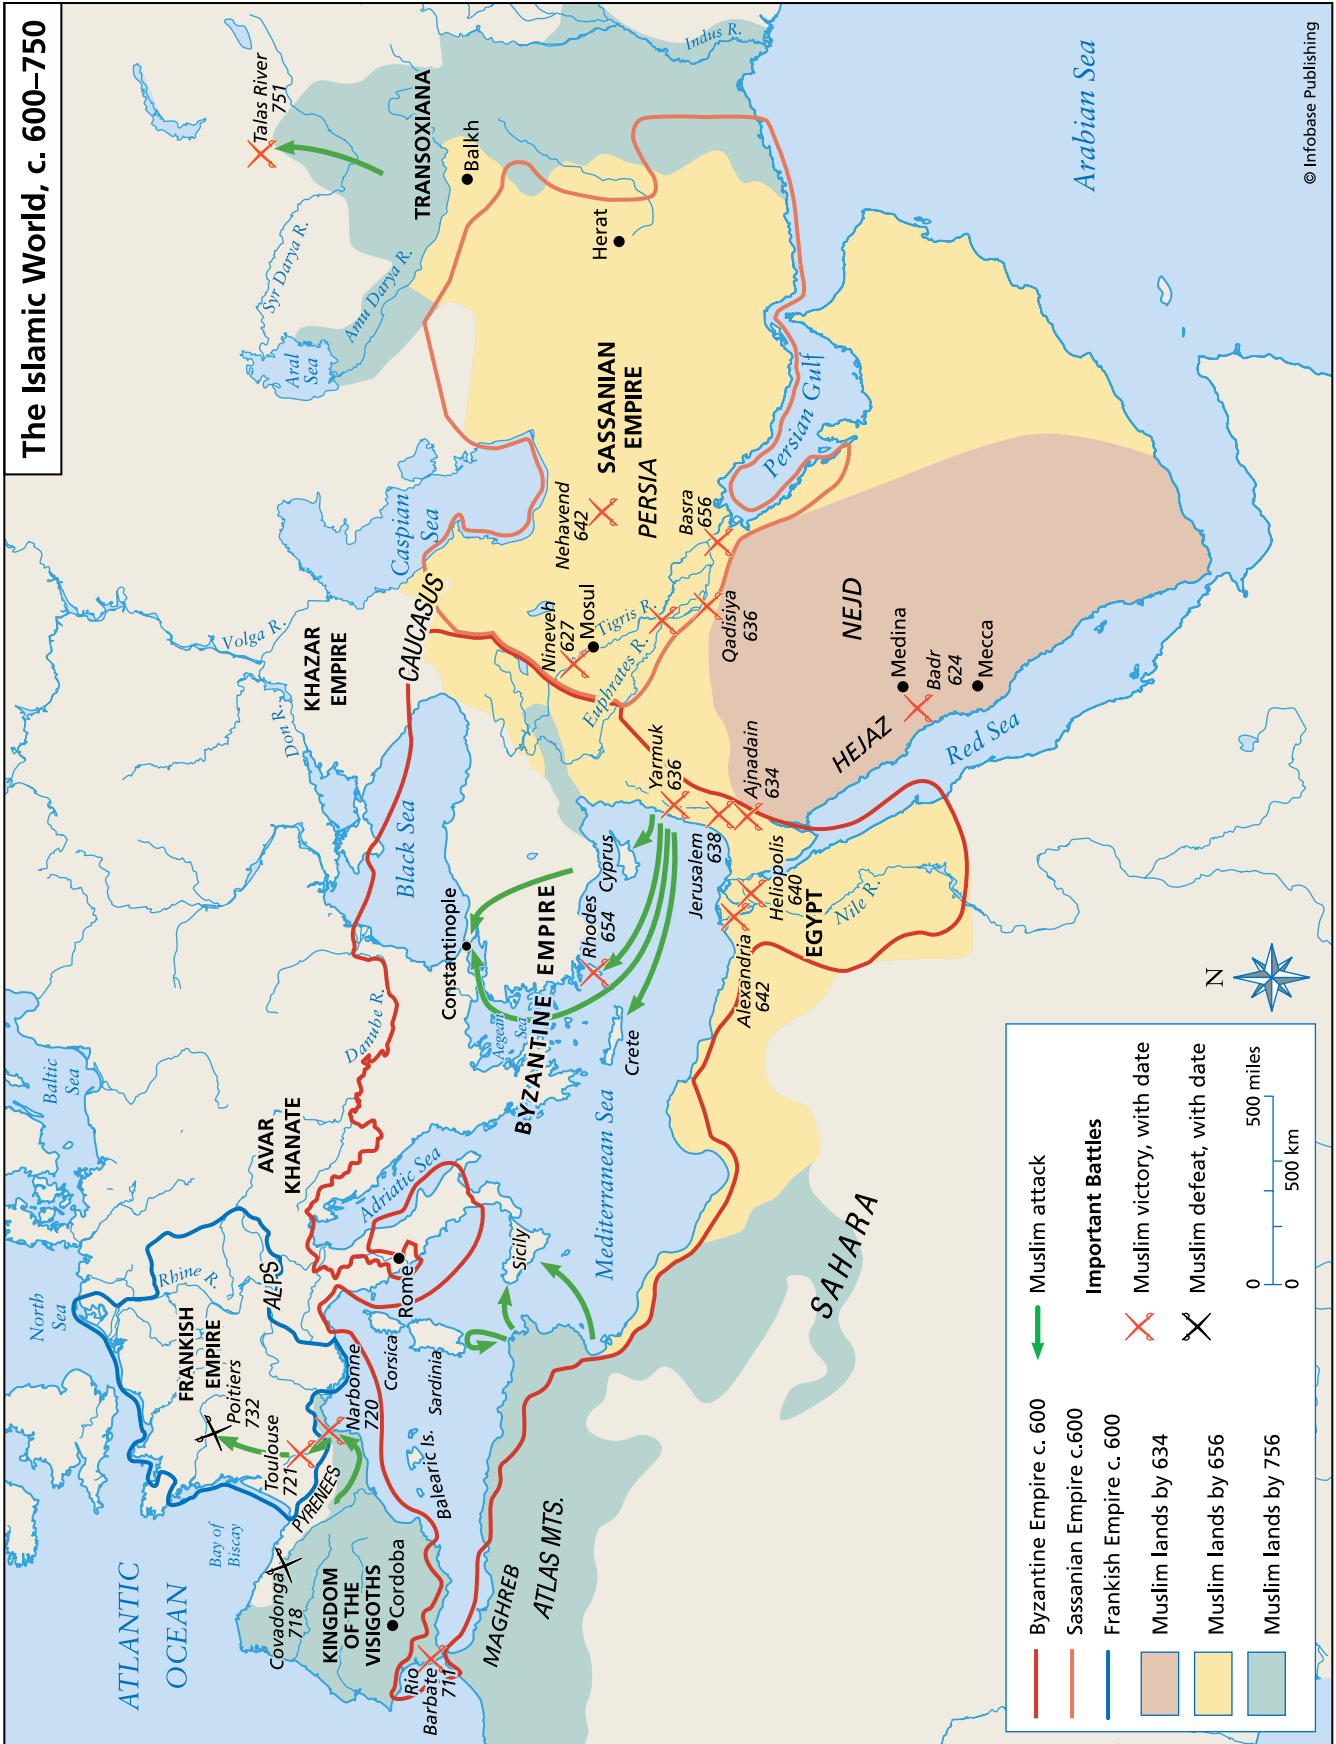 The Islamic World, c. 600–750
ATLANTIC
OCEAN
North
Sea
Baltic
Sea
Bay of
Biscay
Rhine R.
FRANKISH
EMPIRE
ALPS
Poitiers
732
Toulouse
721
Narbonne
720
PYRENEES
Covadonga
718
KINGDOM
OF THE
VISIGOTHS
Cordoba
Rio
Barbate
711
MAGHREB
ATLAS MTS.
Balearic Is.
Corsica
Sardinia
Rome
Sicily
Adriatic Sea
AVAR
KHANATE
Danube R.
Mediterranean Sea
SAHARA
BYZANTINE EMPIRE
Aegean
Sea
Crete
Constantinople
Black Sea
Rhodes
654
Cyprus
Don R.
Volga R.
KHAZAR
EMPIRE
CAUCASUS
Caspian
Sea
Aral
Sea
Syr Darya R.
Amu Darya R.
Talas River
751
TRANSOXIANA
Balkh
Herat
Indus R.
SASSANIAN
EMPIRE
PERSIA
Nehavend
642
Nineveh
627
Mosul
Tigris R.
Euphrates R.
Basra
656
Qadisiya
636
Yarmuk
636
Ajnadain
634
Jerusalem
638
Heliopolis
640
Alexandria
642
EGYPT
Nile R.
Persian Gulf
NEJD
Medina
Badr
624
Mecca
HEJAZ
Red Sea
Arabian Sea
N
Byzantine Empire c. 600
Sassanian Empire c.600
Frankish Empire c. 600
Muslim lands by 634
Muslim lands by 656
Muslim lands by 756
Muslim attack
Important Battles
Muslim victory, with date
Muslim defeat, with date
0 500 miles
0 500 km
© Infobase Publishing